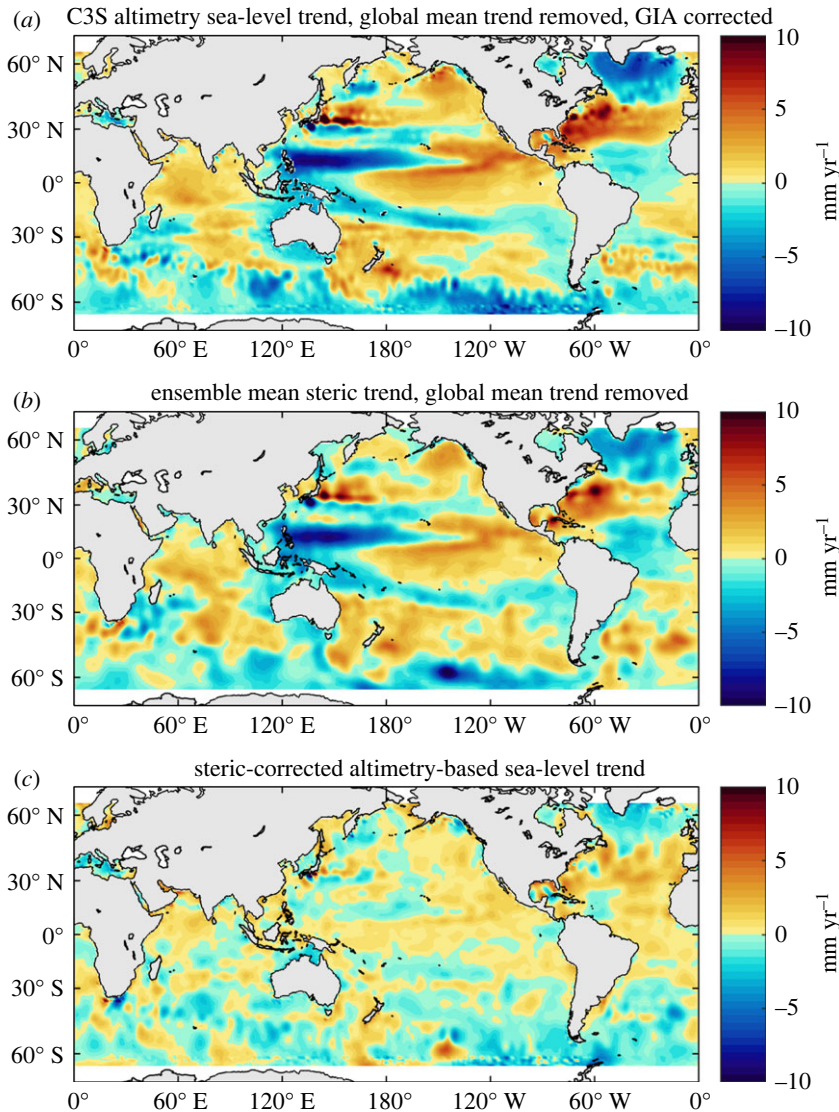 (a) C3S altimetry sea-level trend, global mean trend removed, GIA corrected
60° N
30° N
0°
30° S
60° S
0° 60° E 120° E 180° 120° W 60° W 0°
10
5
0
–5
–10
mm yr⁻¹
(b) ensemble mean steric trend, global mean trend removed
60° N
30° N
0°
30° S
60° S
0° 60° E 120° E 180° 120° W 60° W 0°
10
5
0
–5
–10
mm yr⁻¹
(c) steric-corrected altimetry-based sea-level trend
60° N
30° N
0°
30° S
60° S
0° 60° E 120° E 180° 120° W 60° W 0°
10
5
0
–5
–10
mm yr⁻¹